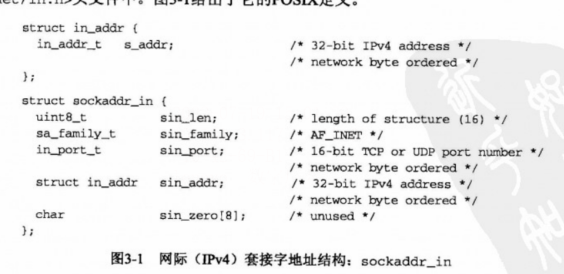 et/in.h>头文件中。图3-1给出了它的POSIX定义。
struct in_addr {
in_addr_t s_addr; /* 32-bit IPv4 address */
/* network byte ordered */
};
struct sockaddr_in {
uint8_t sin_len; /* length of structure (16) */
sa_family_t sin_family; /* AF_INET */
in_port_t sin_port; /* 16-bit TCP or UDP port number */
/* network byte ordered */
struct in_addr sin_addr; /* 32-bit IPv4 address */
/* network byte ordered */
char sin_zero[8]; /* unused */
};
图3-1 网际（IPv4）套接字地址结构：sockaddr_in